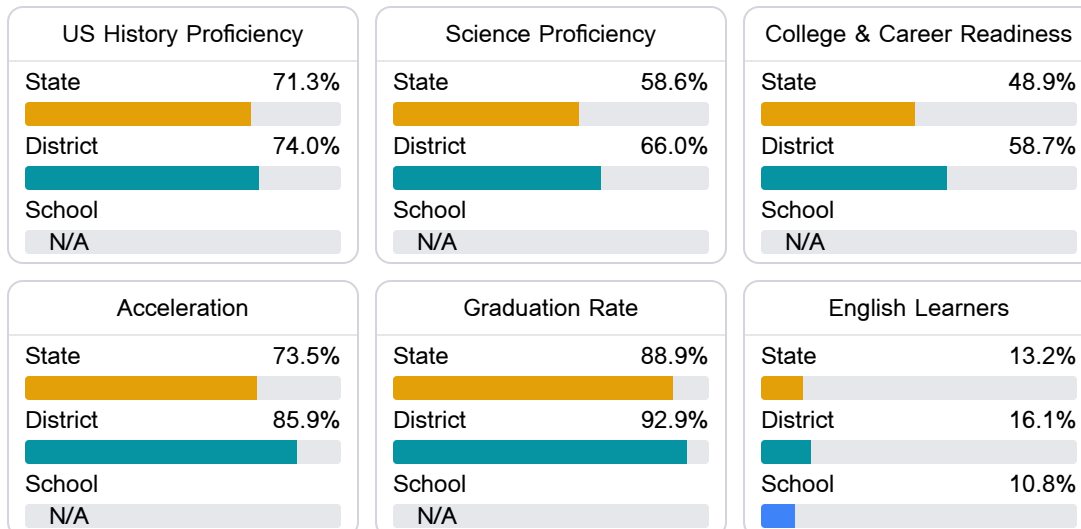 US History Proficiency
State 71.3%
District 74.0%
School
N/A
Science Proficiency
State 58.6%
District 66.0%
School
N/A
College & Career Readiness
State 48.9%
District 58.7%
School
N/A
Acceleration
State 73.5%
District 85.9%
School
N/A
Graduation Rate
State 88.9%
District 92.9%
School
N/A
English Learners
State 13.2%
District 16.1%
School 10.8%